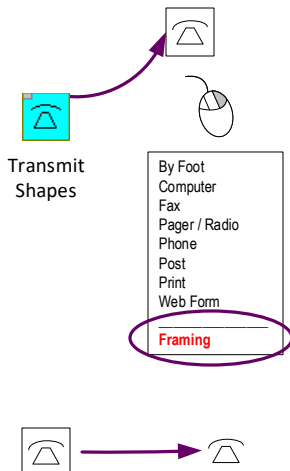 Transmit
Shapes
By Foot
Computer
Fax
Pager / Radio
Phone
Post
Print
Web Form
Framing